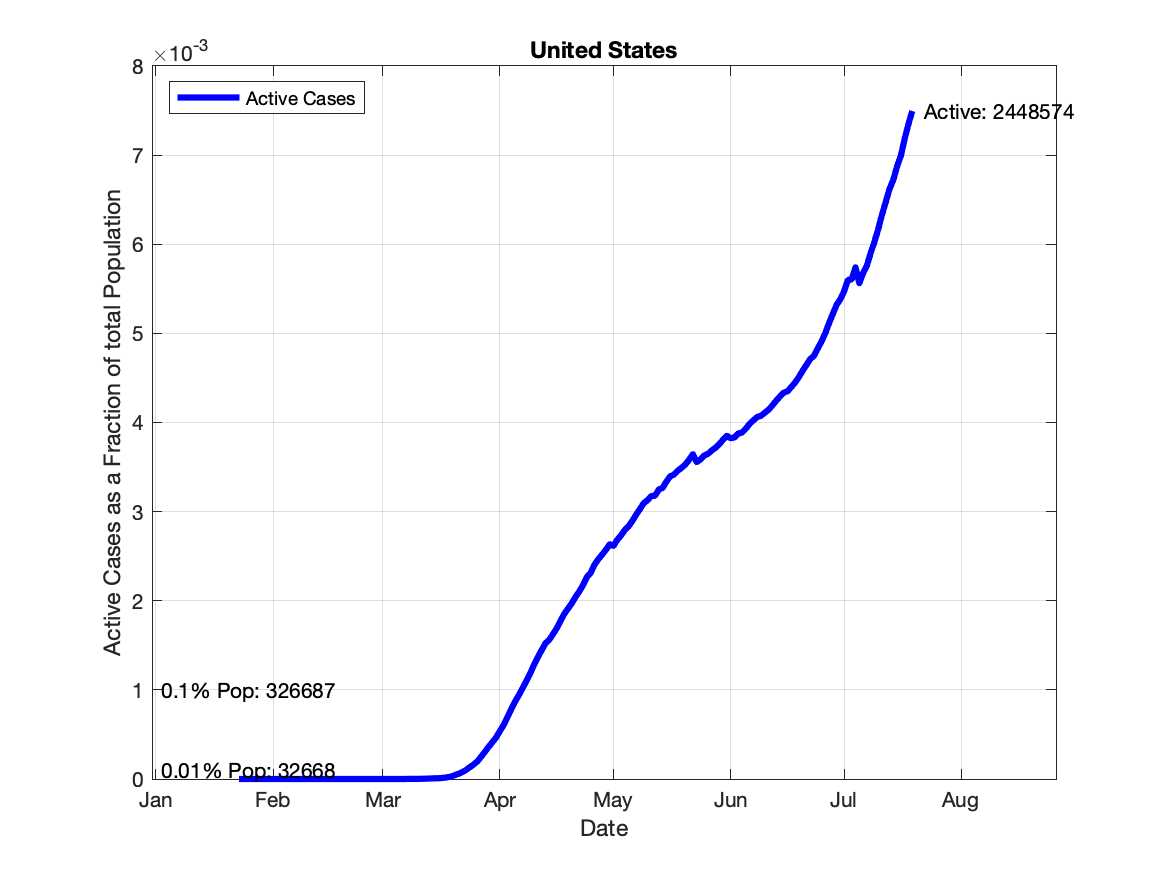 United States
×10-3
8
7
6
5
4
3
2
1
0
Active Cases as a Fraction of total Population
Active Cases
Active: 2448574
0.1% Pop: 326687
0.01% Pop: 32668
Jan Feb Mar Apr May Jun Jul Aug
Date